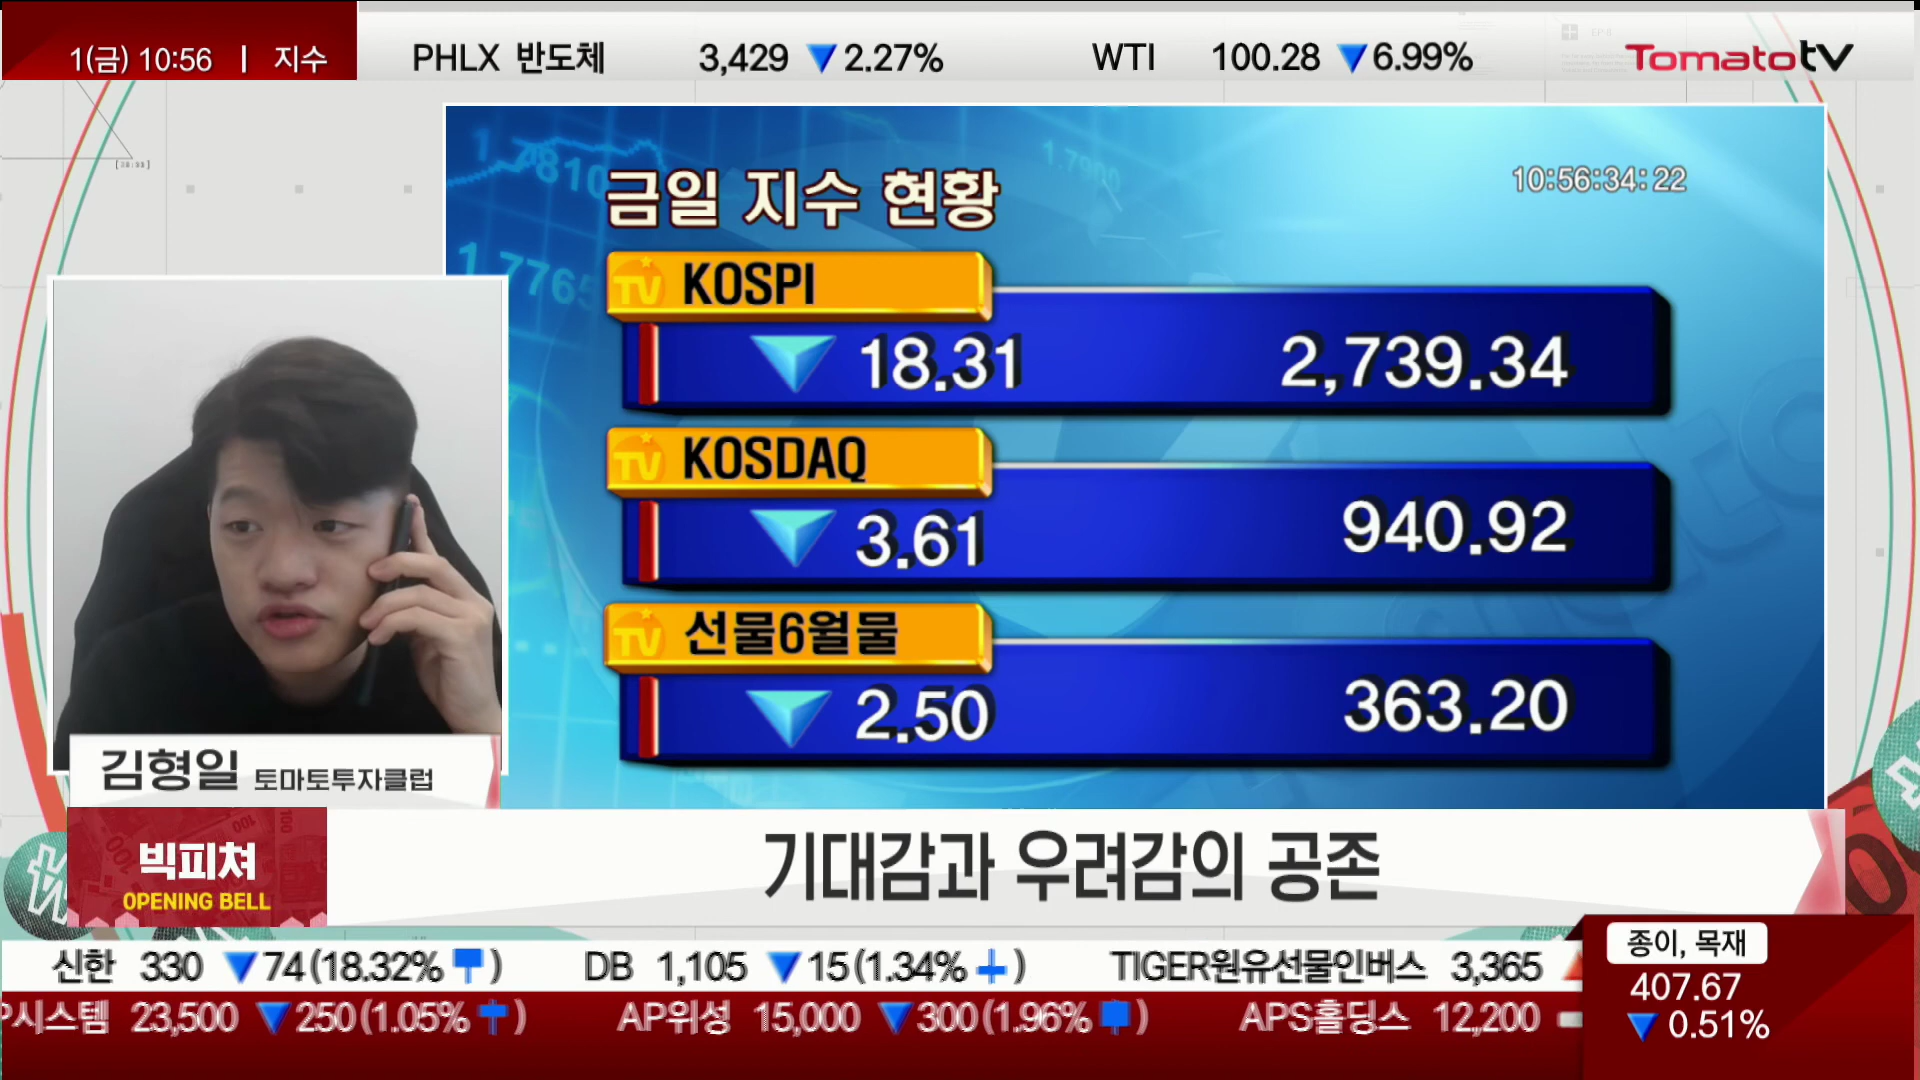 1(금) 10:56 | 지수
PHLX 반도체 3,429 ▼2.27% WTI 100.28 ▼6.99%
Tomatotv
10:56:34:22
금일 지수 현황
KOSPI
▼ 18.31 2,739.34
KOSDAQ
▼ 3.61 940.92
선물6월물
▼ 2.50 363.20
김형일 토마토투자클럽
빅피쳐
OPENING BELL
기대감과 우려감의 공존
신한 330 ▼74(18.32%) DB 1,105 ▼15(1.34%) TIGER원유선물인버스 3,365
P시스템 23,500 ▼250(1.05%) AP위성 15,000 ▼300(1.96%) APS홀딩스 12,200
종이, 목재
407.67
▼ 0.51%